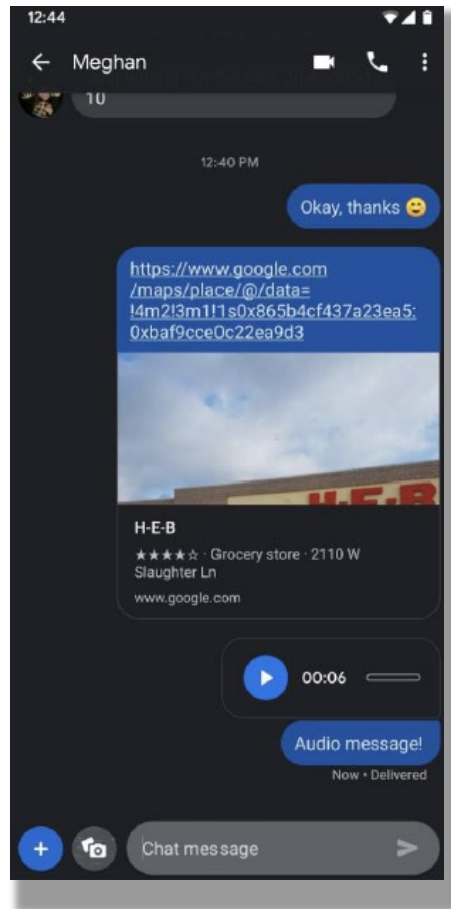 12:44
Meghan
10
12:40 PM
Okay, thanks 😊
https://www.google.com
/maps/place/@/data=
!4m2!3m1!1s0x865b4cf437a23ea5:
0xbaf9cce0c22ea9d3
H-E-B
H-E-B
★★★★☆ · Grocery store · 2110 W
Slaughter Ln
www.google.com
00:06
Audio message!
Now • Delivered
Chat message